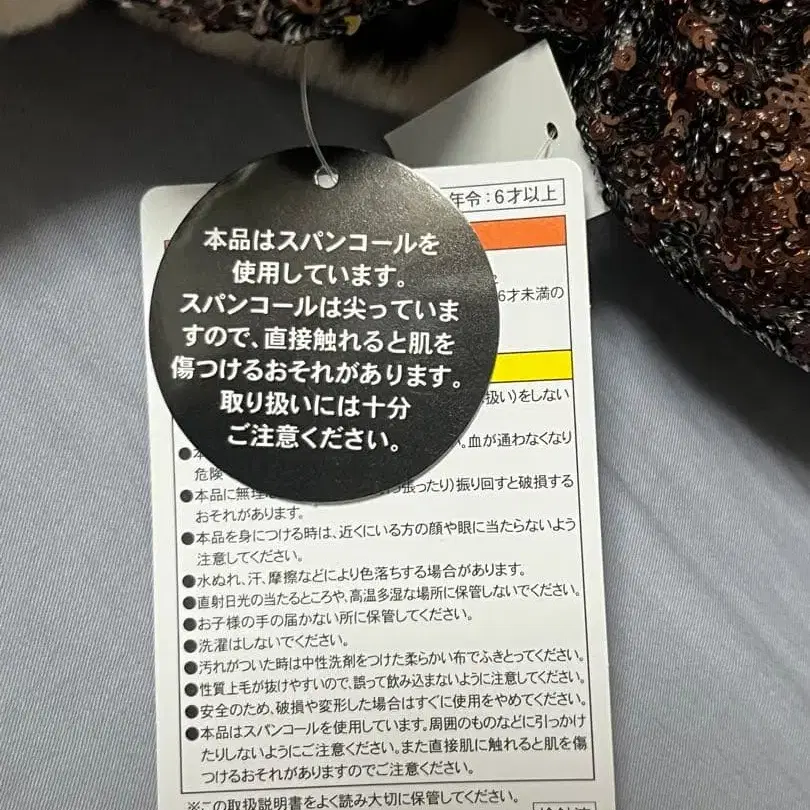 本品はスパンコールを
使用しています。
スパンコールは尖っていま
すので、直接触れると肌を
傷つけるおそれがあります。
取り扱いには十分
ご注意ください。
年令：6才以上
6才未満の
扱い)をしない
。血が通わなくなり
危険
●本品に無理に
張ったり)振り回すと破損する
おそれがあります。
●本品を身につける時は、近くにいる方の顔や眼に当たらないよう
注意してください。
●水ぬれ、汗、摩擦などにより色落ちする場合があります。
●直射日光の当たるところや、高温多湿な場所に保管しないでください。
●お子様の手の届かない所に保管してください。
●洗濯はしないでください。
●汚れがついた時は中性洗剤をつけた柔らかい布でふきとってください。
●性質上毛が抜けやすいので、誤って飲み込まないように注意してください。
●安全のため、破損や変形した場合はすぐに使用をやめてください。
●本品はスパンコールを使用しています。周囲のものなどに引っかけ
たりしないようにご注意ください。また直接肌に触れると肌を傷
つけるおそれがありますのでご注意ください。
※この取扱説明書をよく読み大切に保管してください。